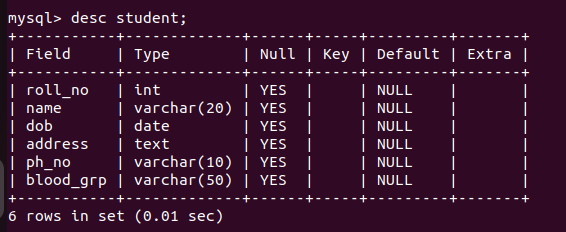 mysql> desc student;
+-----------+-------------+------+-----+---------+-------+
| Field     | Type        | Null | Key | Default | Extra |
+-----------+-------------+------+-----+---------+-------+
| roll_no   | int         | YES  |     | NULL    |       |
| name      | varchar(20) | YES  |     | NULL    |       |
| dob       | date        | YES  |     | NULL    |       |
| address   | text        | YES  |     | NULL    |       |
| ph_no     | varchar(10) | YES  |     | NULL    |       |
| blood_grp | varchar(50) | YES  |     | NULL    |       |
+-----------+-------------+------+-----+---------+-------+
6 rows in set (0.01 sec)